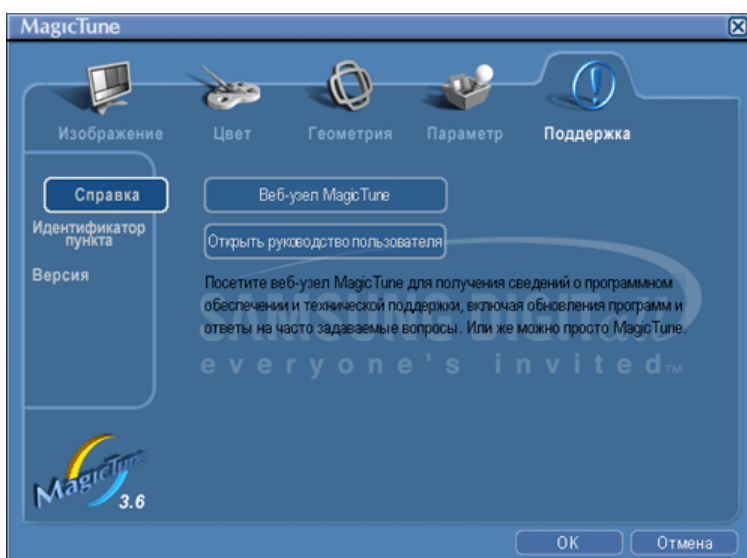 MagicTune
Изображение
Цвет
Геометрия
Параметр
Поддержка
Справка
Идентификатор
пункта
Версия
Веб-узел MagicTune
Открыть руководство пользователя
Посетите веб-узел MagicTune для получения сведений о программном
обеспечении и технической поддержки, включая обновления программ и
ответы на часто задаваемые вопросы. Или же можно просто MagicTune.
SAMSUNG DIGITall
everyone's invited™
MagicTune
3.6
OK
Отмена